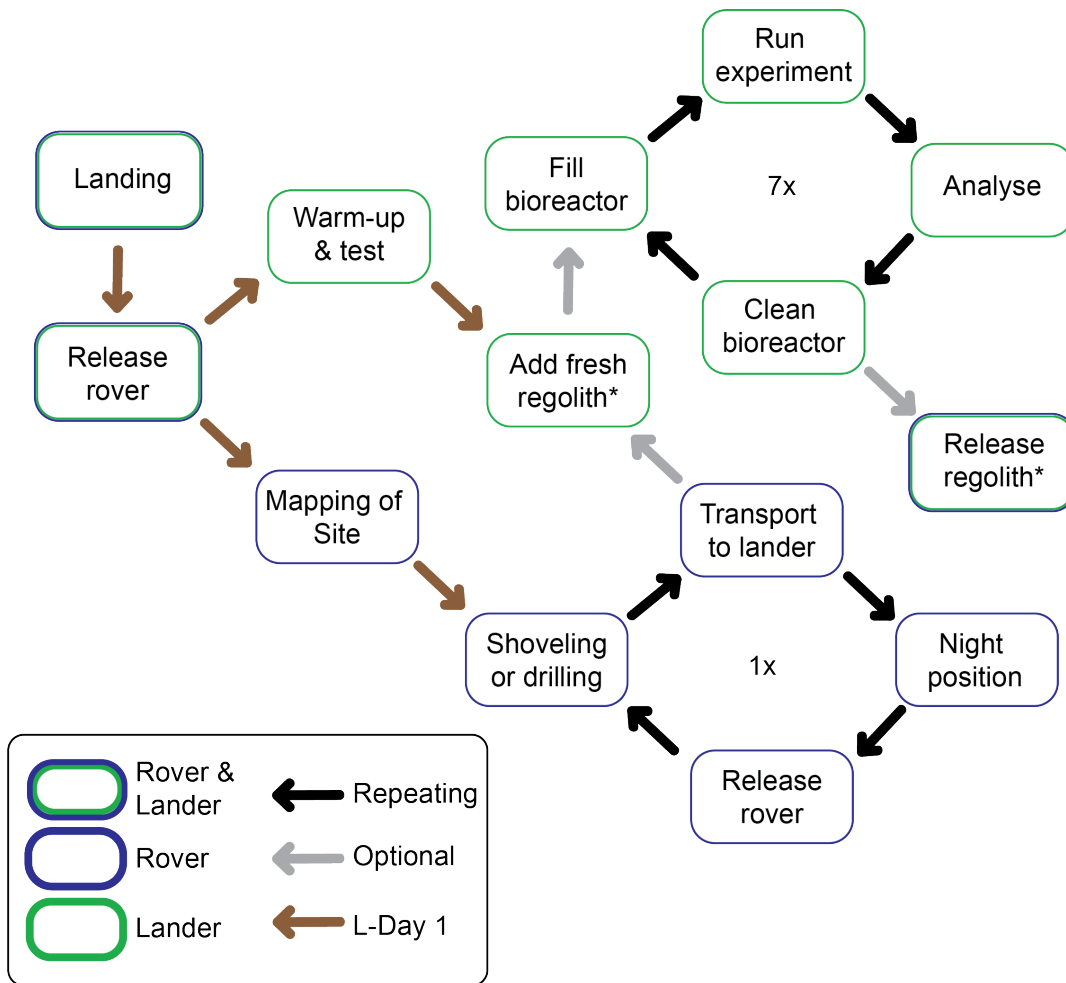 Run
experiment
Landing
Fill
bioreactor
7x
Analyse
Warm-up
& test
Clean
bioreactor
Release
rover
Add fresh
regolith*
Release
regolith*
Mapping of
Site
Transport
to lander
Shoveling
or drilling
1x
Night
position
Release
rover
Rover &
Lander
Repeating
Rover
Optional
Lander
L-Day 1